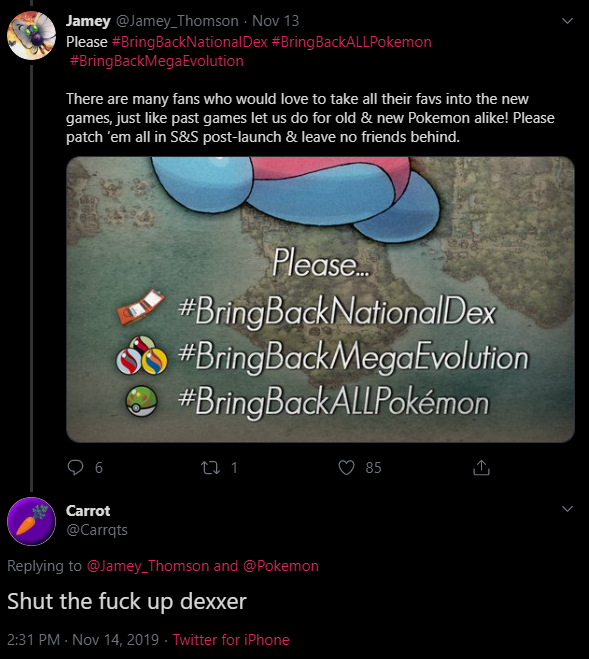 Jamey @Jamey_Thomson · Nov 13
Please #BringBackNationalDex #BringBackALLPokemon
#BringBackMegaEvolution
There are many fans who would love to take all their favs into the new
games, just like past games let us do for old & new Pokemon alike! Please
patch 'em all in S&S post-launch & leave no friends behind.
Please...
#BringBackNationalDex
#BringBackMegaEvolution
#BringBackALLPokémon
6 1 85
Carrot
@Carrqts
Replying to @Jamey_Thomson and @Pokemon
Shut the fuck up dexxer
2:31 PM · Nov 14, 2019 · Twitter for iPhone